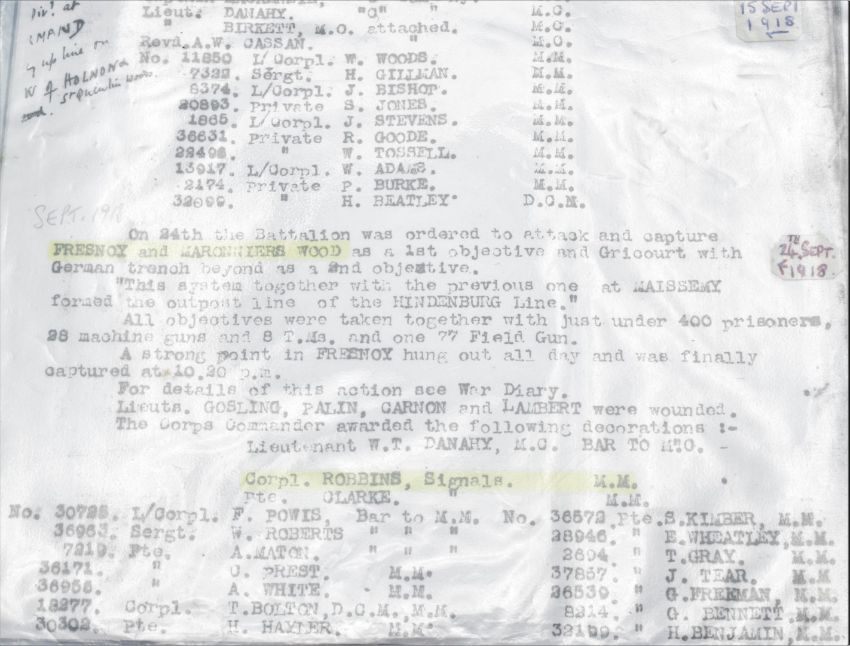 Div? at
(MAND
up line on
W of HOLNON &
St Quentin woods.
15 SEPT
1918
Lieut. DANAHY. "C" " M.C.
BIRKETT, M.O. attached. M.C.
Revd. A.W. CASSAN. " M.C.
No. 11850 L/Corpl. W. WOODS. M.M.
7322. Sergt. H. GILLMAN. M.M.
8374. L/Corpl. J. BISHOP. M.M.
20893. Private S. JONES. M.M.
1865. L/Corpl. J. STEVENS. M.M.
36631. Private R. GOODE. M.M.
22498. " W. TOSSELL. M.M.
13917. L/Corpl. W. ADAMS. M.M.
2174. Private P. BURKE. M.M.
32099. " H. BEATLEY. D.C.M.
SEPT. 1918
On 24th the Battalion was ordered to attack and capture
FRESNOY and MARONNIERS WOOD as a 1st objective and Gricourt with
German trench beyond as a 2nd objective.
24TH SEPT.
1918.
"This system together with the previous one at MAISSEMY
formed the outpost line of the HINDENBURG Line."
All objectives were taken together with just under 400 prisoners,
28 machine guns and 8 T.Ms. and one 77 Field Gun.
A strong point in FRESNOY hung out all day and was finally
captured at 10.20 p.m.
For details of this action see War Diary.
Lieuts. GOSLING, PALIN, CARNON and LAMBERT were wounded.
The Corps Commander awarded the following decorations :-
Lieutenant W.T. DANAHY, M.C. BAR TO M.C. -
Corpl. ROBBINS, Signals. M.M.
Pte. CLARKE. " M.M.
No. 30725. L/Corpl. F. POWIS, Bar to M.M. No. 36572. Pte. S. KIMBER, M.M.
36963. Sergt. W. ROBERTS " " " 28946. " E. WHEATLEY, M.M.
7219. Pte. A. MATON. " " " 2694. " T. GRAY. M.M.
36171. " C. PREST. M.M. 37857. " J. TEAR. M.M.
36955. " A. WHITE. - M.M. 26539. " G. FREEMAN, M.M.
18277. Corpl. T. BOLTON, D.C.M., M.M. 8214. " G. BENNETT. M.M.
30302. Pte. H. HAYLER. M.M. 32199. " H. BENJAMIN, M.M.